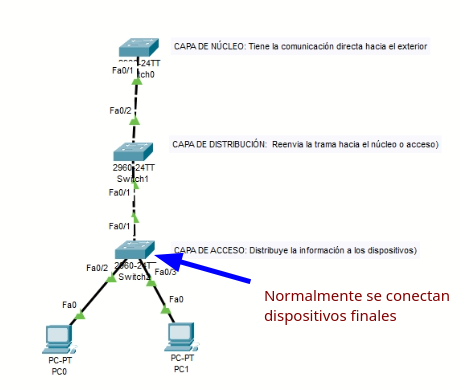 CAPA DE NÚCLEO: Tiene la comunicación directa hacia el exterior
Fa0/1
Fa0/2
CAPA DE DISTRIBUCIÓN: Reenvia la trama hacia el núcleo o acceso)
2960-24TT
Switch1
Fa0/1
Fa0/1
CAPA DE ACCESO: Distribuye la información a los dispositivos)
2960-24TT
Switch2
Fa0/2
Fa0/3
Normalmente se conectan
dispositivos finales
Fa0
Fa0
PC-PT
PC0
PC-PT
PC1